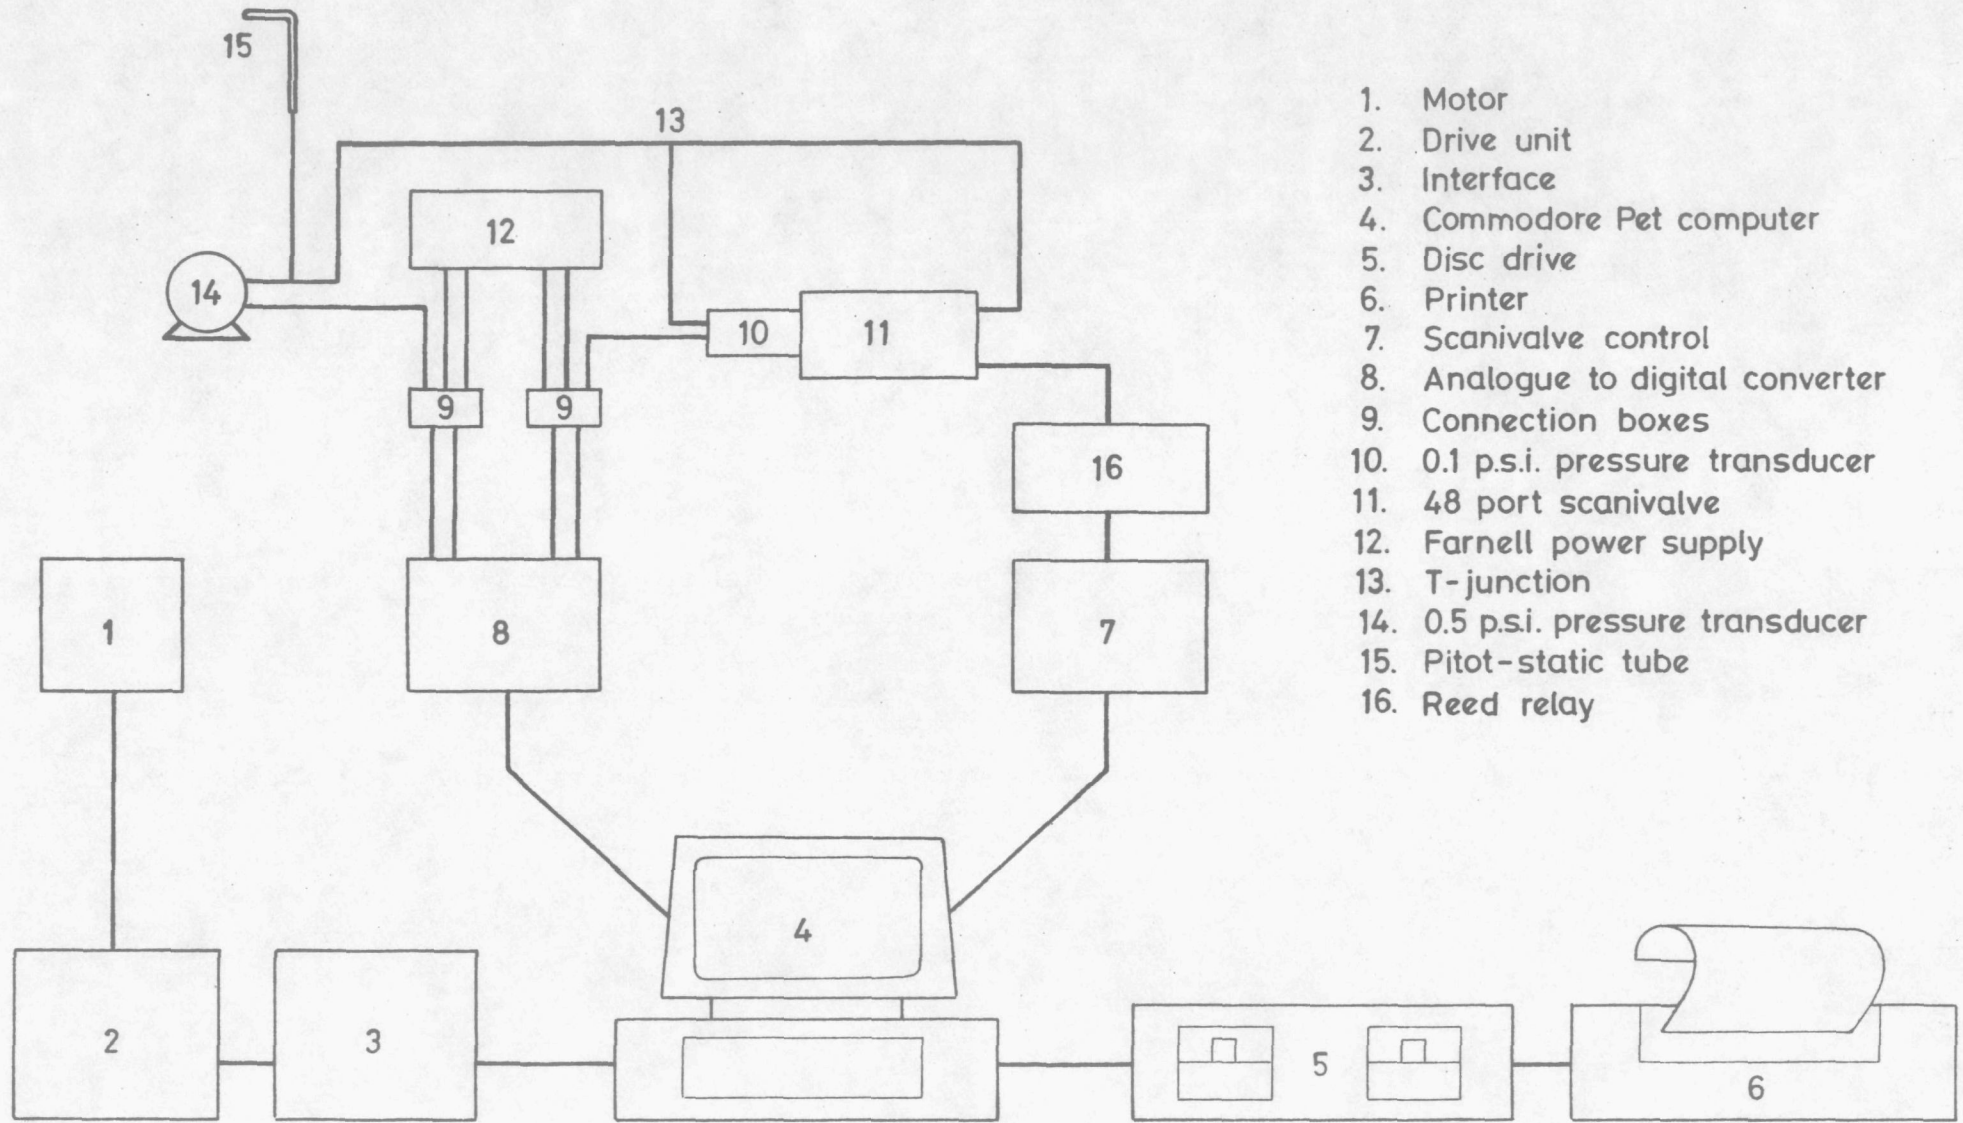 15
13
12
14
10
11
9
9
16
1
8
7
4
2
3
5
6
1. Motor
2. Drive unit
3. Interface
4. Commodore Pet computer
5. Disc drive
6. Printer
7. Scanivalve control
8. Analogue to digital converter
9. Connection boxes
10. 0.1 p.s.i. pressure transducer
11. 48 port scanivalve
12. Farnell power supply
13. T-junction
14. 0.5 p.s.i. pressure transducer
15. Pitot-static tube
16. Reed relay